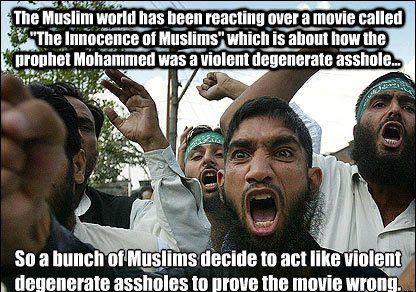 The Muslim world has been reacting over a movie called
"The Innocence of Muslims" which is about how the
prophet Mohammed was a violent degenerate asshole...
So a bunch of Muslims decide to act like violent
degenerate assholes to prove the movie wrong.